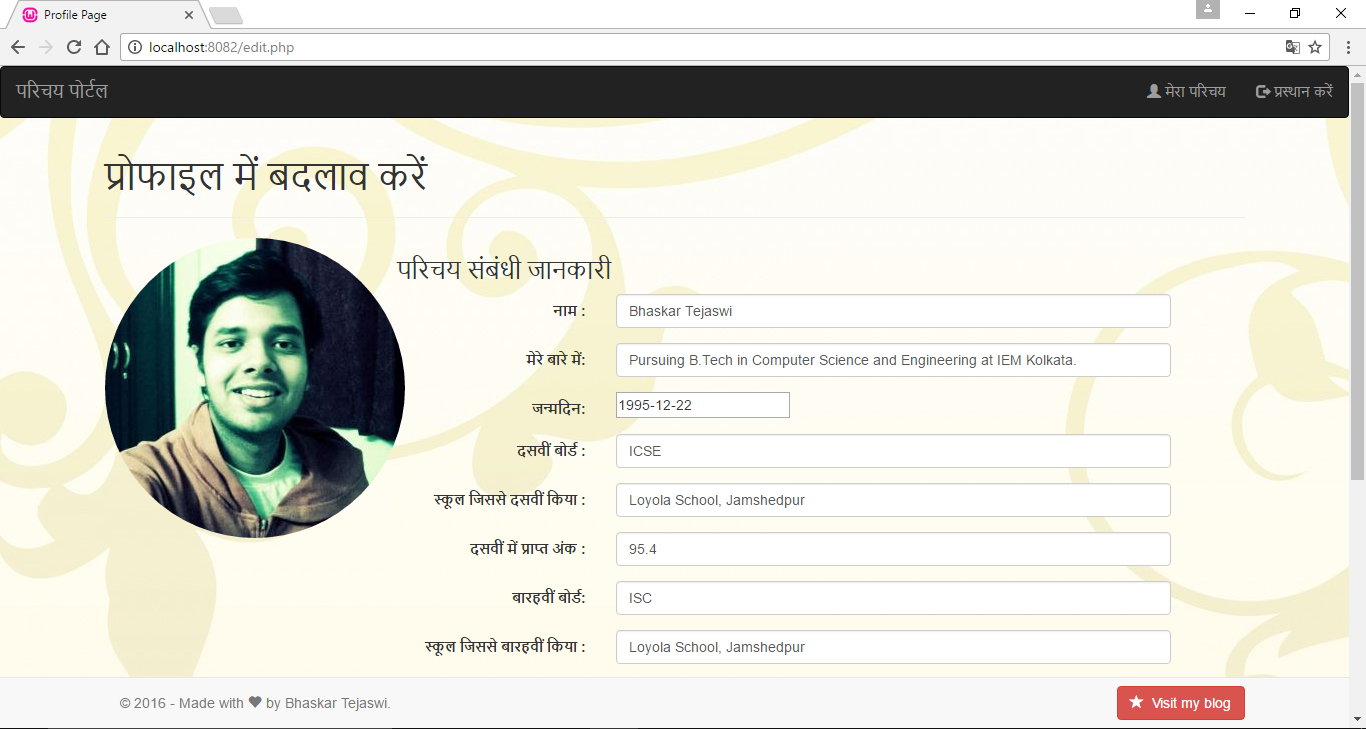 Profile Page
localhost:8082/edit.php
परिचय पोर्टल
मेरा परिचय
प्रस्थान करें
प्रोफाइल में बदलाव करें
परिचय संबंधी जानकारी
नाम : Bhaskar Tejaswi
मेरे बारे में: Pursuing B.Tech in Computer Science and Engineering at IEM Kolkata.
जन्मदिन: 1995-12-22
दसवीं बोर्ड : ICSE
स्कूल जिससे दसवीं किया : Loyola School, Jamshedpur
दसवीं में प्राप्त अंक : 95.4
बारहवीं बोर्ड: ISC
स्कूल जिससे बारहवीं किया : Loyola School, Jamshedpur
© 2016 - Made with ♥ by Bhaskar Tejaswi.
Visit my blog